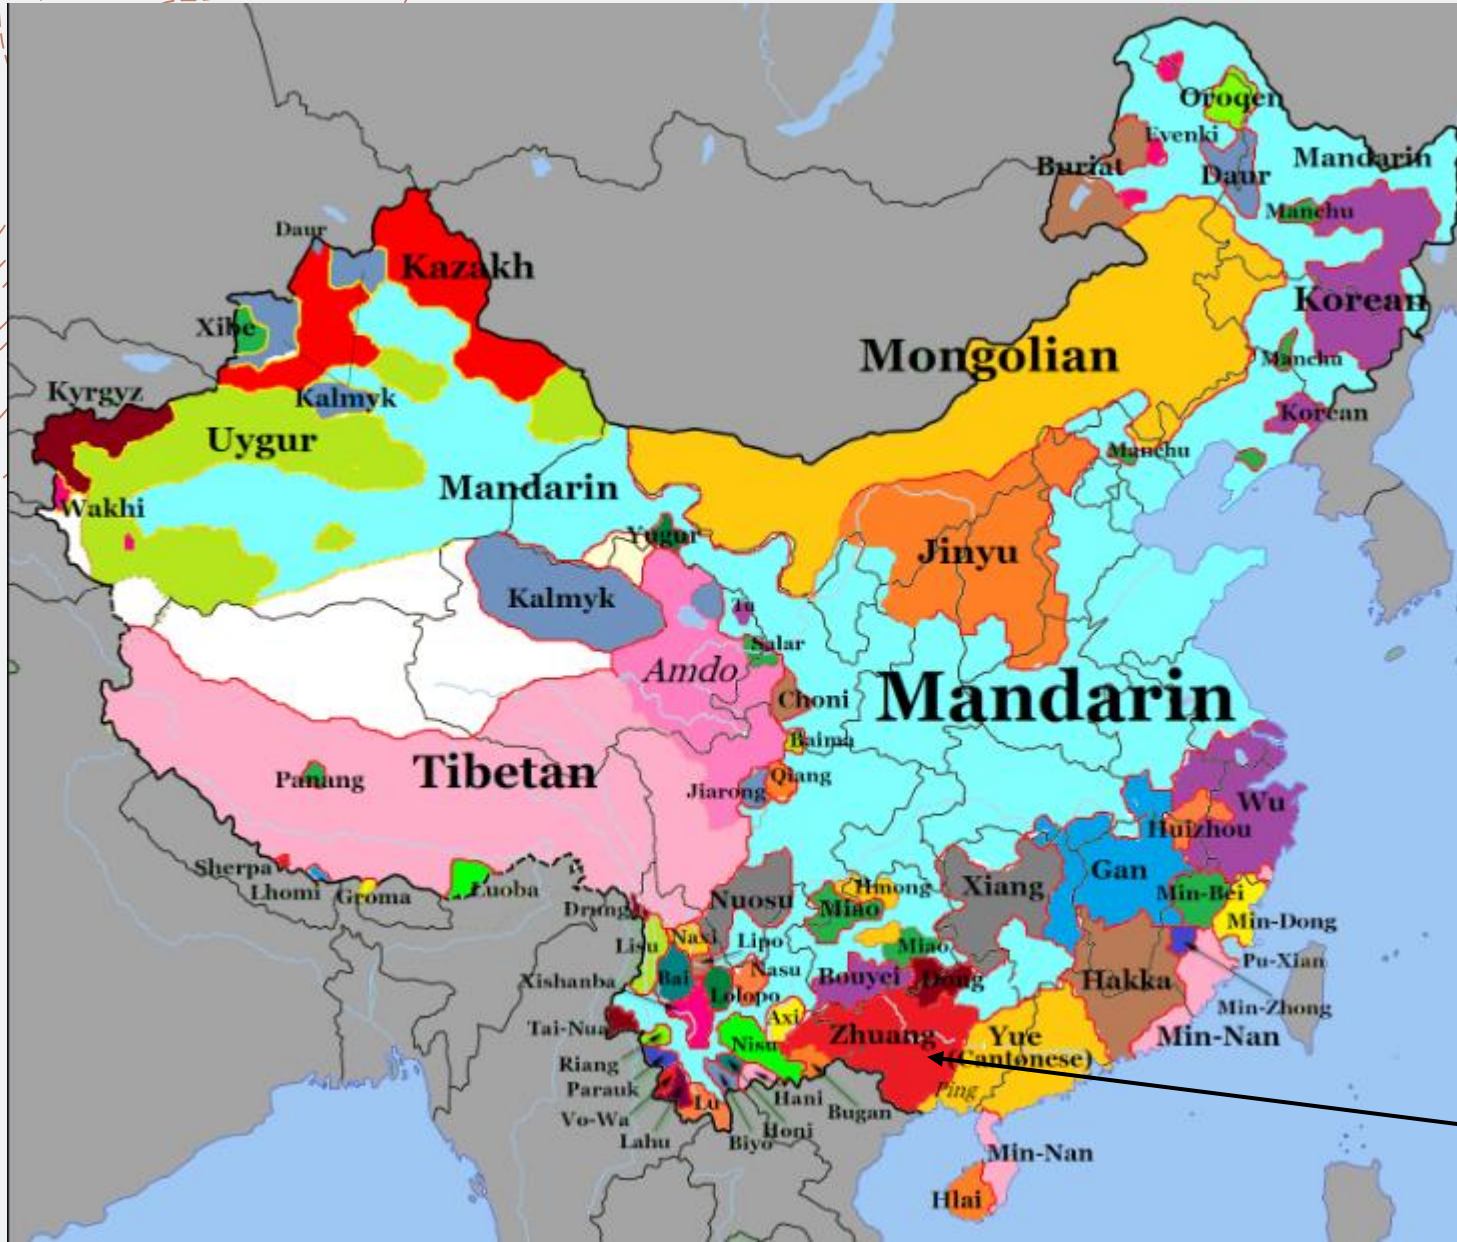 Oroqen
Evenki
Mandarin
Buriat
Daur
Manchu
Daur
Kazakh
Korean
Xibe
Mongolian
Manchu
Kyrgyz
Kalmyk
Korean
Uygur
Manchu
Mandarin
Wakhi
Yugur
Jinyu
Kalmyk
Tu
Salar
Amdo
Choni
Mandarin
Baima
Tibetan
Panang
Qiang
Jiarong
Wu
Huizhou
Sherpa
Lhomi
Groma
Luoba
Gan
Nuosu
Hmong
Xiang
Min-Bei
Drung
Miao
Min-Dong
Lisu
Naxi
Lipo
Miao
Pu-Xian
Xishanba
Bai
Nasu
Bouyei
Dong
Hakka
Lolopo
Min-Zhong
Tai-Nua
Axi
Zhuang
Yue
Min-Nan
Nisu
(Cantonese)
Riang
Parauk
Ping
Hani
Bugan
Vo-Wa
Lu
Lahu
Biyo
Honi
Min-Nan
Hlai